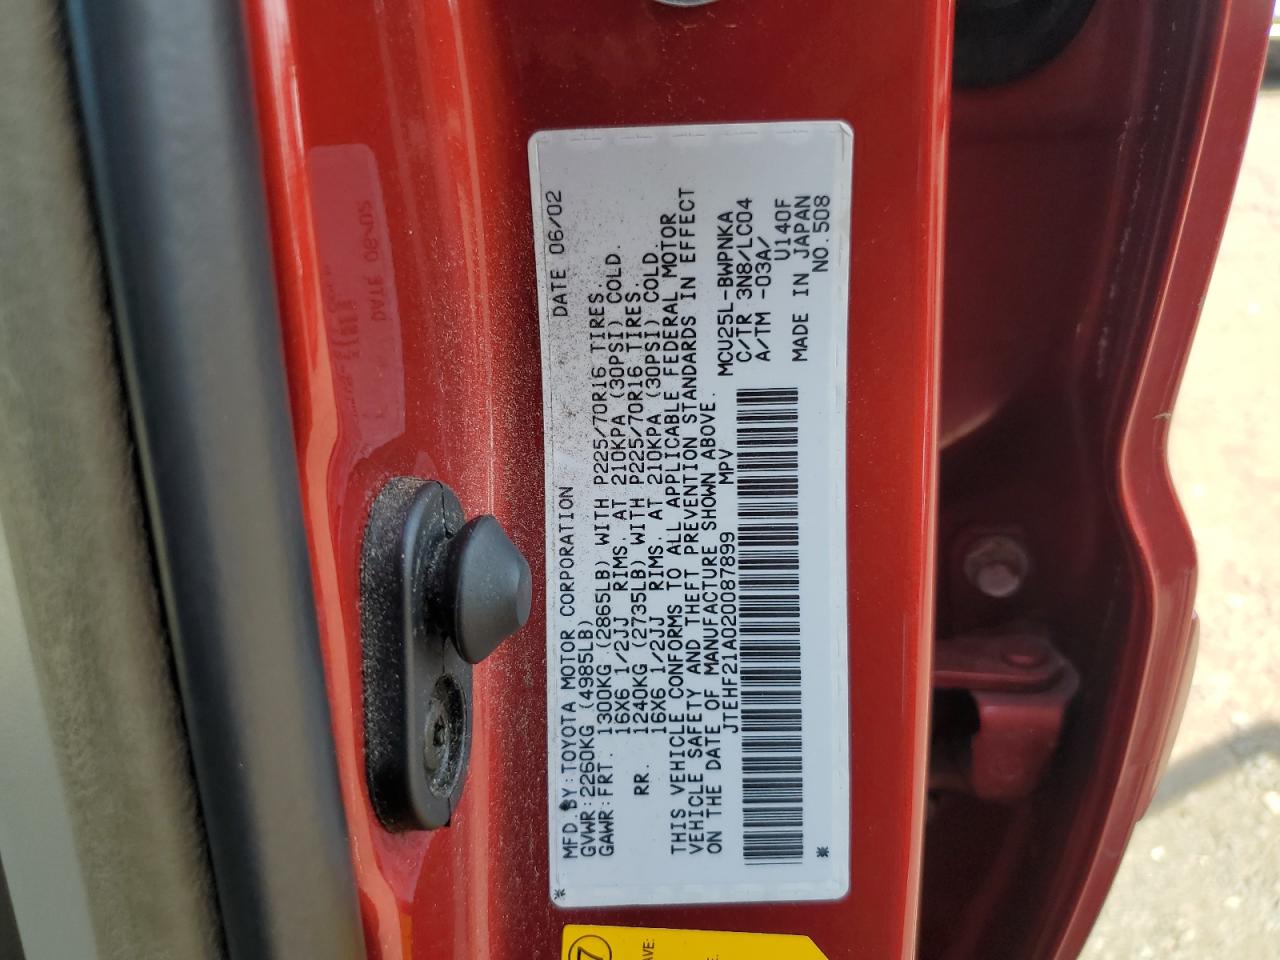 MFD. BY: TOYOTA MOTOR CORPORATION DATE 06/02
GVWR: 2260KG (4985LB)
GAWR: FRT. 1300KG (2865LB) WITH P225/70R16 TIRES.
16X6 1/2JJ RIMS. AT 210KPA (30PSI) COLD.
RR. 1240KG (2735LB) WITH P225/70R16 TIRES.
16X6 1/2JJ RIMS. AT 210KPA (30PSI) COLD.
THIS VEHICLE CONFORMS TO ALL APPLICABLE FEDERAL MOTOR
VEHICLE SAFETY AND THEFT PREVENTION STANDARDS IN EFFECT
ON THE DATE OF MANUFACTURE SHOWN ABOVE.
JTEHF21A020087899 MPV
MCU25L-BWPNKA
C/TR 3N8/LC04
A/TM -03A/
U140F
MADE IN JAPAN
NO. 508
* *
7